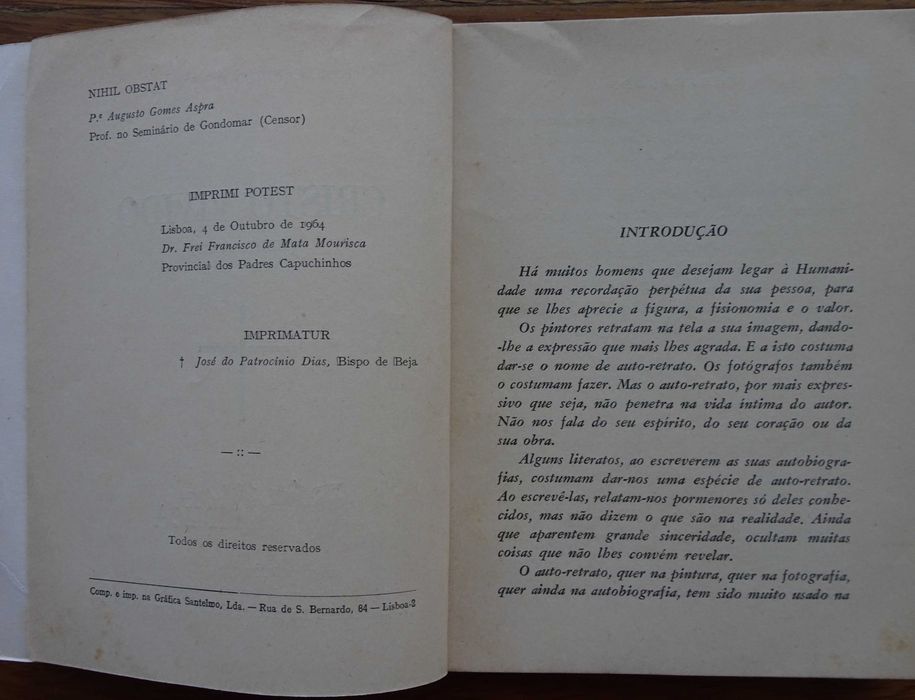 NIHIL OBSTAT
P.e Augusto Gomes Aspra
Prof. no Seminário de Gondomar (Censor)
IMPRIMI POTEST
Lisboa, 4 de Outubro de 1964
Dr. Frei Francisco de Mata Mourisca
Provincial dos Padres Capuchinhos
IMPRIMATUR
† José do Patrocínio Dias, Bispo de Beja
— :: —
Todos os direitos reservados
Comp. e imp. na Gráfica Santelmo, Lda. — Rua de S. Bernardo, 84 — Lisboa-2
INTRODUÇÃO
Há muitos homens que desejam legar à Humani-
dade uma recordação perpétua da sua pessoa, para
que se lhes aprecie a figura, a fisionomia e o valor.
Os pintores retratam na tela a sua imagem, dando-
-lhe a expressão que mais lhes agrada. E a isto costuma
dar-se o nome de auto-retrato. Os fotógrafos também
o costumam fazer. Mas o auto-retrato, por mais expres-
sivo que seja, não penetra na vida íntima do autor.
Não nos fala do seu espírito, do seu coração ou da
sua obra.
Alguns literatos, ao escreverem as suas autobiogra-
fias, costumam dar-nos uma espécie de auto-retrato.
Ao escrevê-las, relatam-nos pormenores só deles conhe-
cidos, mas não dizem o que são na realidade. Ainda
que aparentem grande sinceridade, ocultam muitas
coisas que não lhes convém revelar.
O auto-retrato, quer na pintura, quer na fotografia,
quer ainda na autobiografia, tem sido muito usado na